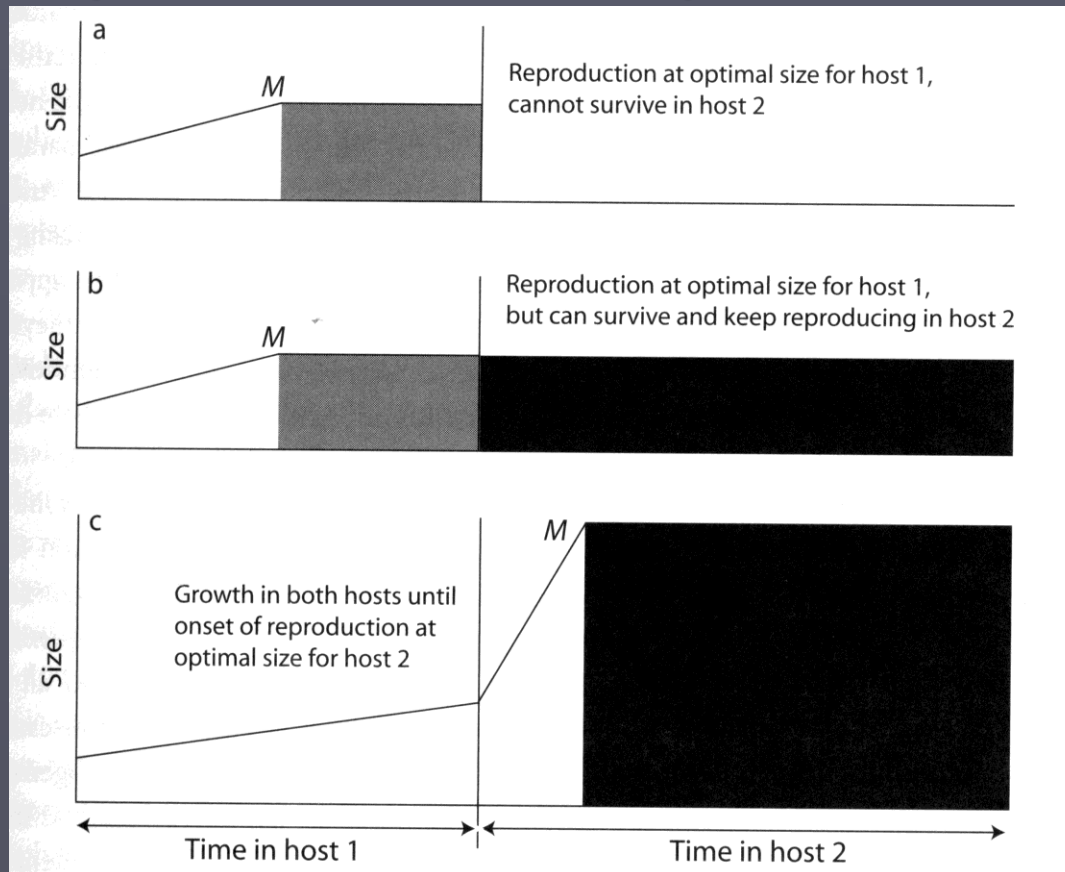 a
Size
M
Reproduction at optimal size for host 1,
cannot survive in host 2
b
Size
M
Reproduction at optimal size for host 1,
but can survive and keep reproducing in host 2
c
Size
M
Growth in both hosts until
onset of reproduction at
optimal size for host 2
Time in host 1
Time in host 2